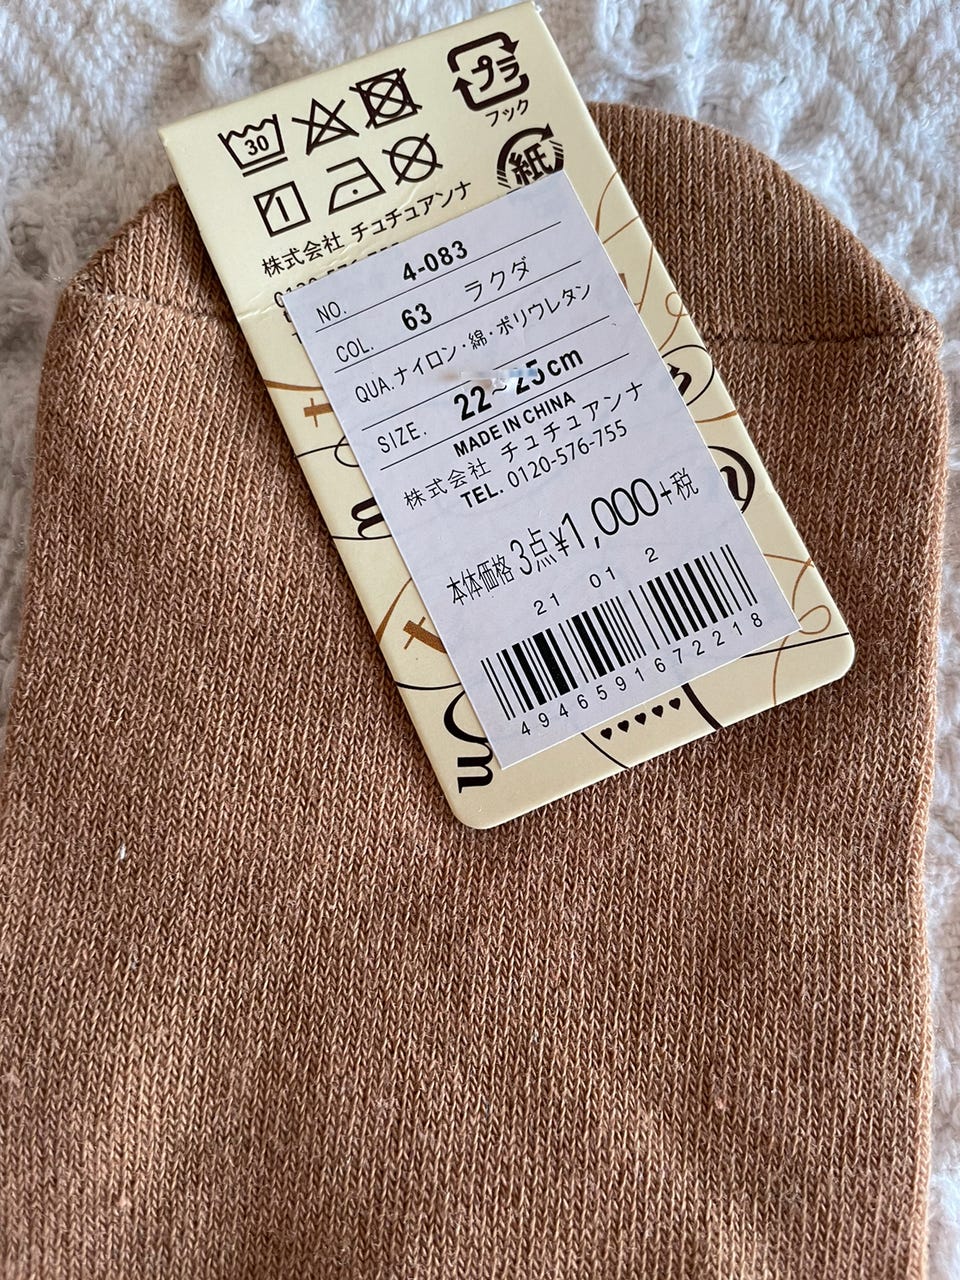 30
プラ
フック
紙
株式会社 チュチュアンナ
NO. 4-083
COL. 63 ラクダ
QUA. ナイロン・綿・ポリウレタン
SIZE. 22~25cm
MADE IN CHINA
株式会社 チュチュアンナ
TEL. 0120-576-755
本体価格 3点¥1,000+税
21 01 2
4946591672218